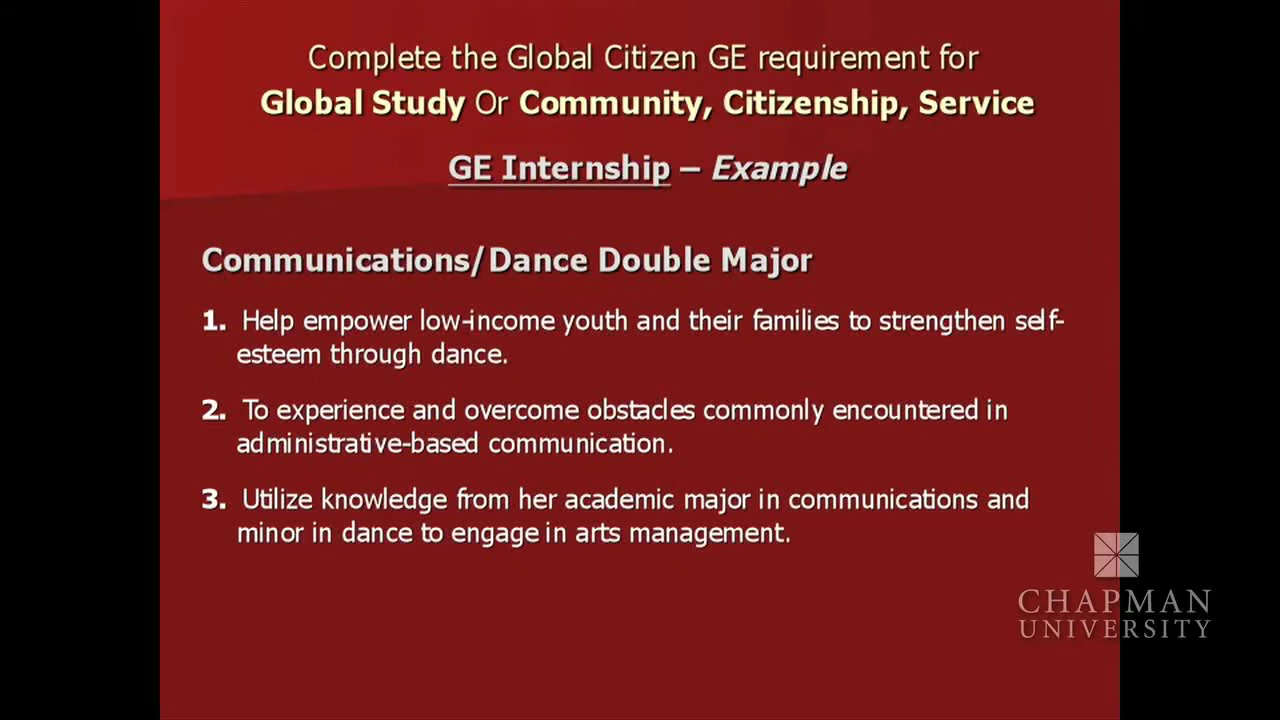 Complete the Global Citizen GE requirement for
Global Study Or Community, Citizenship, Service
GE Internship – Example
Communications/Dance Double Major
1. Help empower low-income youth and their families to strengthen self-
esteem through dance.
2. To experience and overcome obstacles commonly encountered in
administrative-based communication.
3. Utilize knowledge from her academic major in communications and
minor in dance to engage in arts management.
CHAPMAN
UNIVERSITY